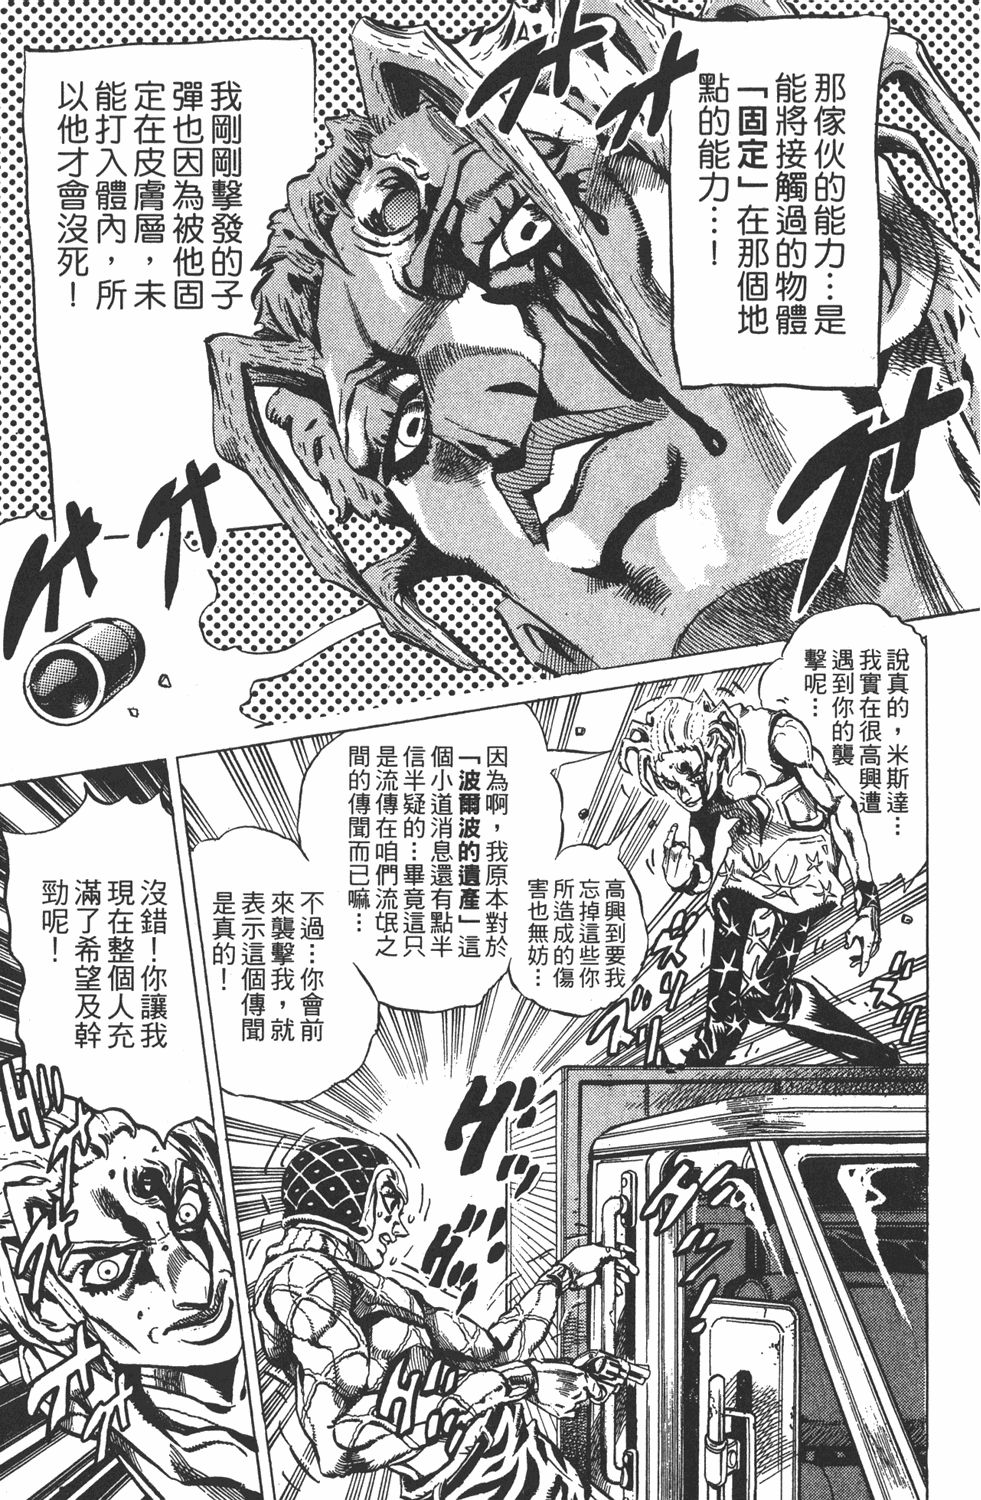 那傢伙的能力…是
能將接觸過的物體
「固定」在那個地
點的能力…！
我剛剛擊發的子
彈也因為被他固
定在皮膚層，未
能打入體內，所
以他才會沒死！
說真的，米斯達…
我實在很高興遭
遇到你的襲
擊呢…
高興到要我
忘掉這些你
所造成的傷
害也無妨…
因為啊，我原本對於
「波爾波的遺產」這
個小道消息還有點半
信半疑的…畢竟這只
是流傳在咱們流氓之
間的傳聞而已嘛…
不過…你會前
來襲擊我，就
表示這個傳聞
是真的！
沒錯！你讓我
現在整個人充
滿了希望及幹
勁呢！